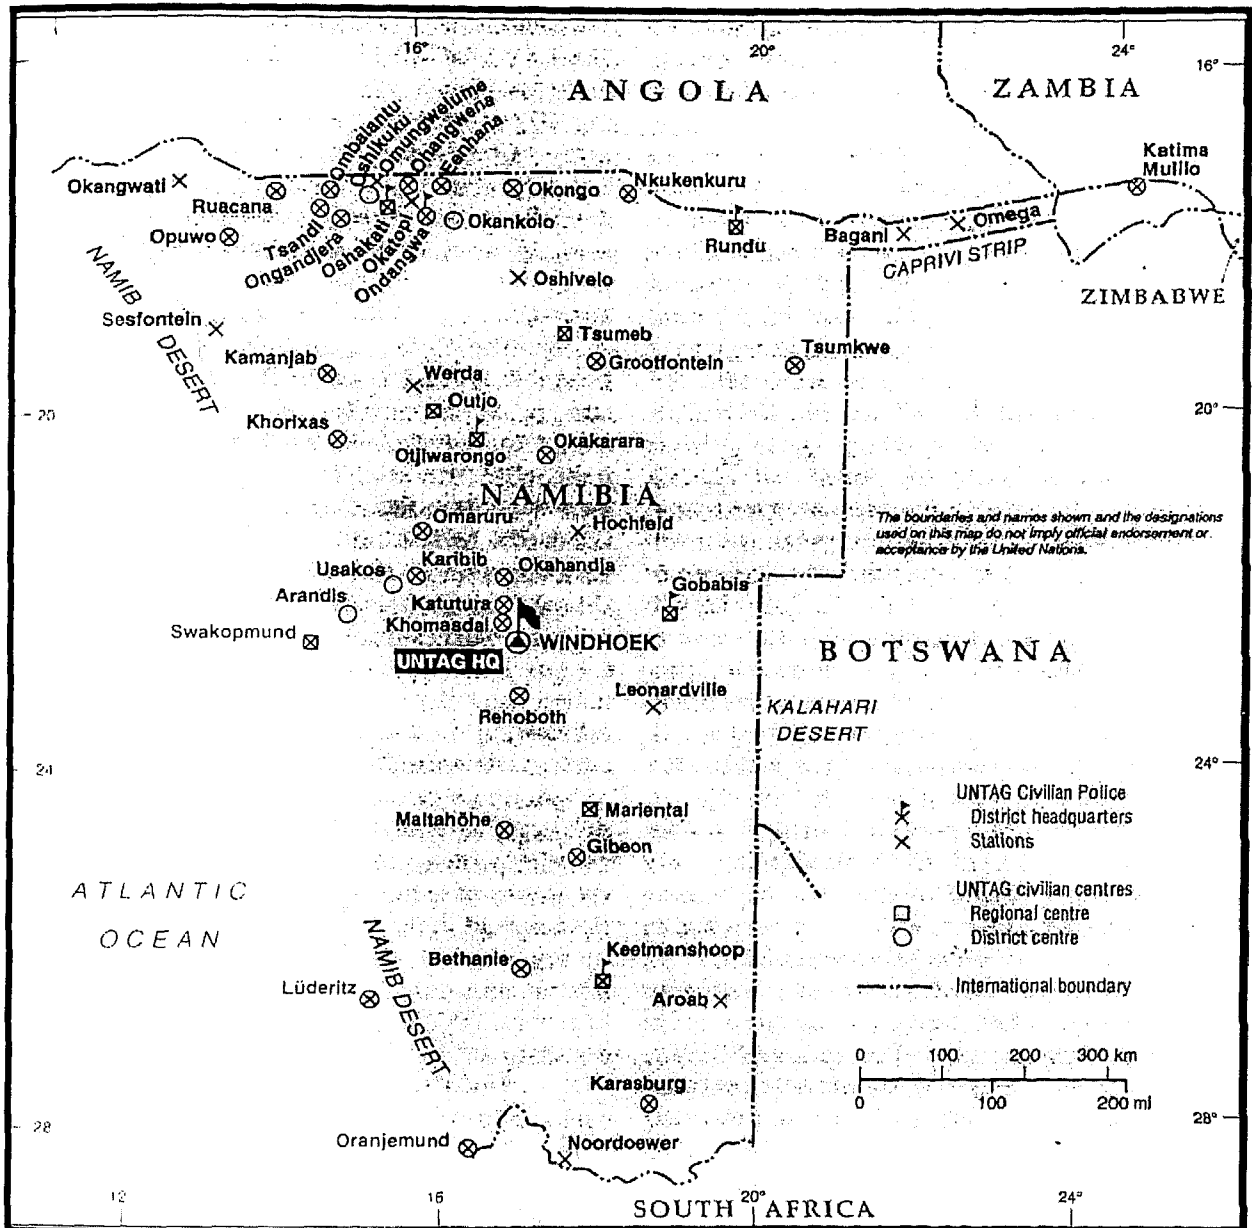 16° 20° 24°
16°
ANGOLA
ZAMBIA
Ombalantu
Oshikuku
Omungwelume
Ohangwena
Eenhana
Katima
Mulilo
Okangwati
Ruacana
Okongo
Nkukenkuru
Opuwo
Tsandi
Ongandjera
Oshakati
Okatopi
Ondangwa
Okankolo
Rundu
Bagani
Omega
CAPRIVI STRIP
ZIMBABWE
NAMIB
DESERT
Oshivelo
Sesfontein
Tsumeb
Kamanjab
Grootfontein
Tsumkwe
Werda
Outjo
20
20°
Khorixas
Otjiwarongo
Okakarara
NAMIBIA
Omaruru
Hochfeld
The boundaries and names shown and the designations
used on this map do not imply official endorsement or
acceptance by the United Nations.
Karibib
Okahandja
Usakos
Gobabis
Arandis
Katutura
Khomasdal
Swakopmund
WINDHOEK
UNTAG HQ
BOTSWANA
Leonardville
Rehoboth
KALAHARI
DESERT
24
24°
UNTAG Civilian Police
District headquarters
Stations
Mariental
Maltahöhe
Gibeon
ATLANTIC
OCEAN
UNTAG civilian centres
Regional centre
District centre
NAMIB DESERT
Keetmanshoop
Bethanie
Lüderitz
Aroab
International boundary
0 100 200 300 km
0 100 200 mi
Karasburg
28
28°
Oranjemund
Noordoewer
12 16 20° 24°
SOUTH AFRICA